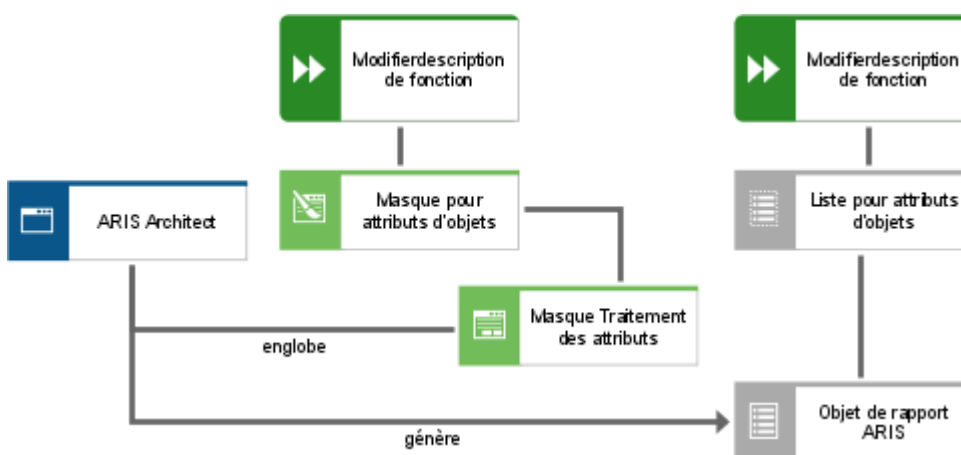 Modifierdescription
de fonction
Modifierdescription
de fonction
ARIS Architect
Masque pour
attributs d'objets
Liste pour attributs
d'objets
Masque Traitement
des attributs
englobe
Objet de rapport
ARIS
génère